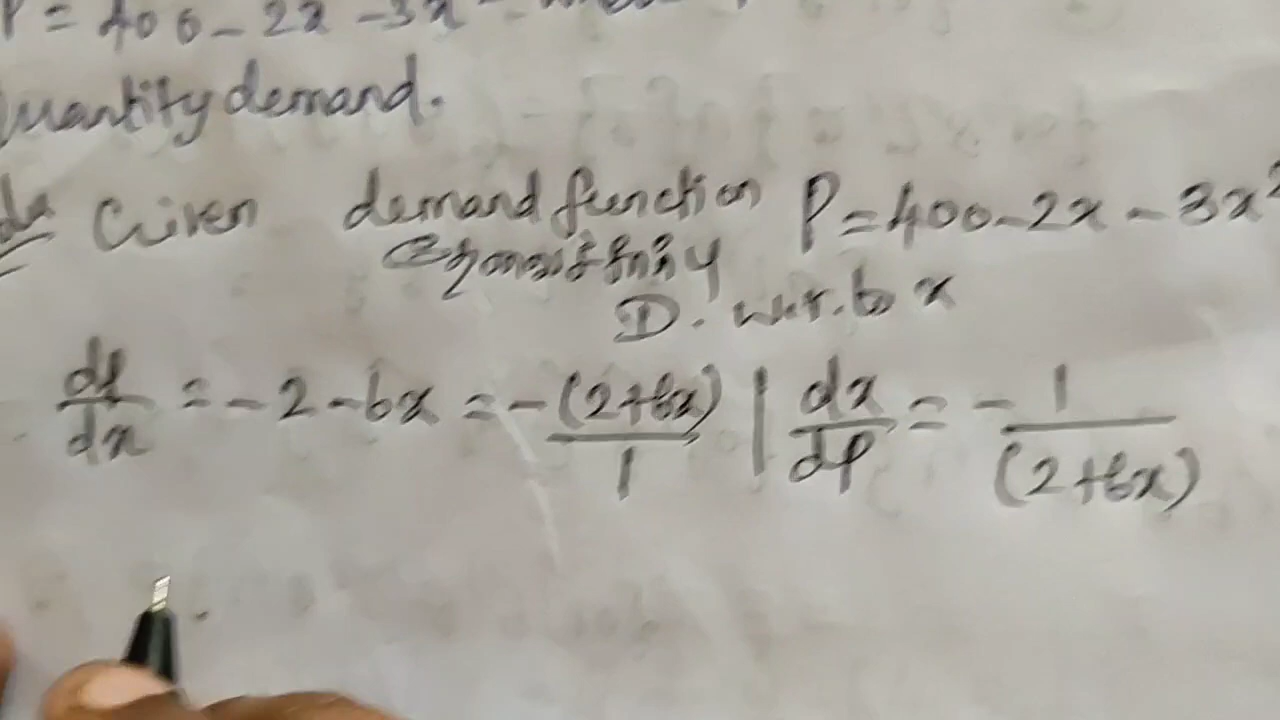 P = 400 - 2x - 3x
Quantity demand.
Given demand function P = 400 - 2x - 3x²
D. w.r.to x
dp/dx = -2 - 6x = -(2+6x)/1 | dx/dp = -1/(2+6x)